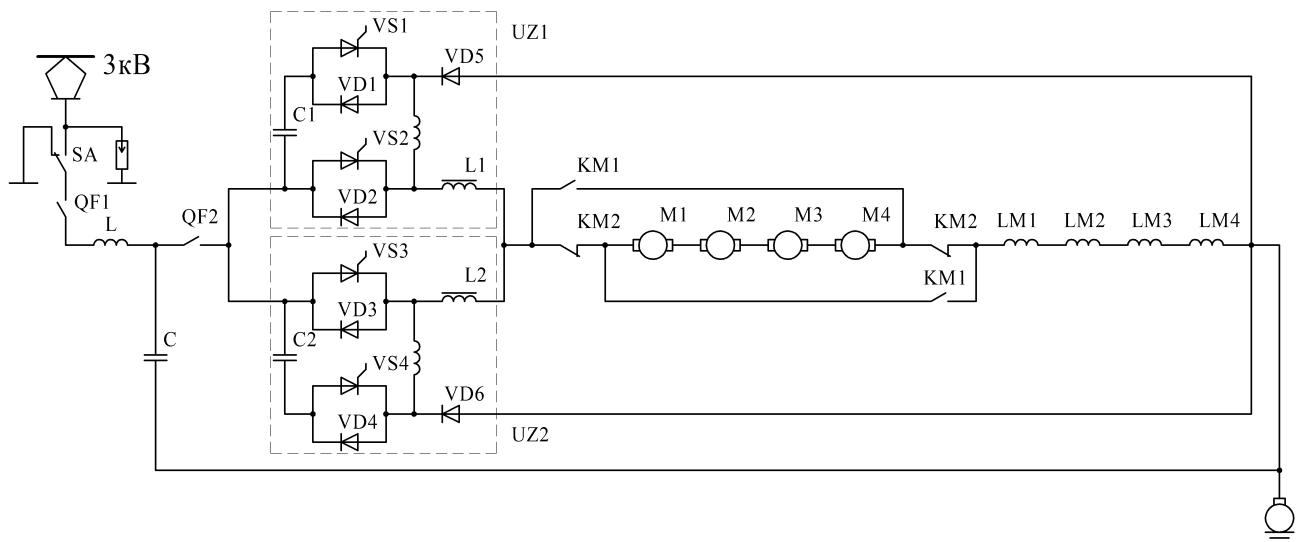 VS1
UZ1
3кВ
VD5
VD1
C1
VS2
SA
L1
KM1
VD2
QF1
QF2
KM2
M1
M2
M3
M4
KM2
LM1
LM2
LM3
LM4
L
VS3
L2
KM1
VD3
C
C2
VS4
VD6
VD4
UZ2